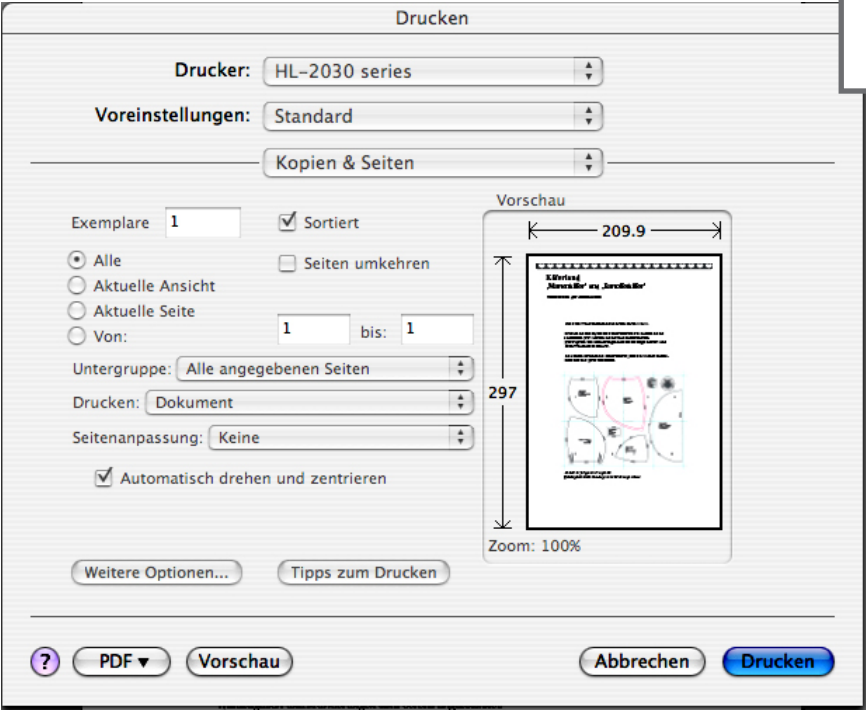 Drucken
Drucker: HL-2030 series
Voreinstellungen: Standard
Kopien & Seiten
Exemplare 1 Sortiert
Alle Seiten umkehren
Aktuelle Ansicht
Aktuelle Seite
Von: 1 bis: 1
Untergruppe: Alle angegebenen Seiten
Drucken: Dokument
Seitenanpassung: Keine
Automatisch drehen und zentrieren
Weitere Optionen... Tipps zum Drucken
Vorschau
209.9
297
Zoom: 100%
? PDF Vorschau Abbrechen Drucken